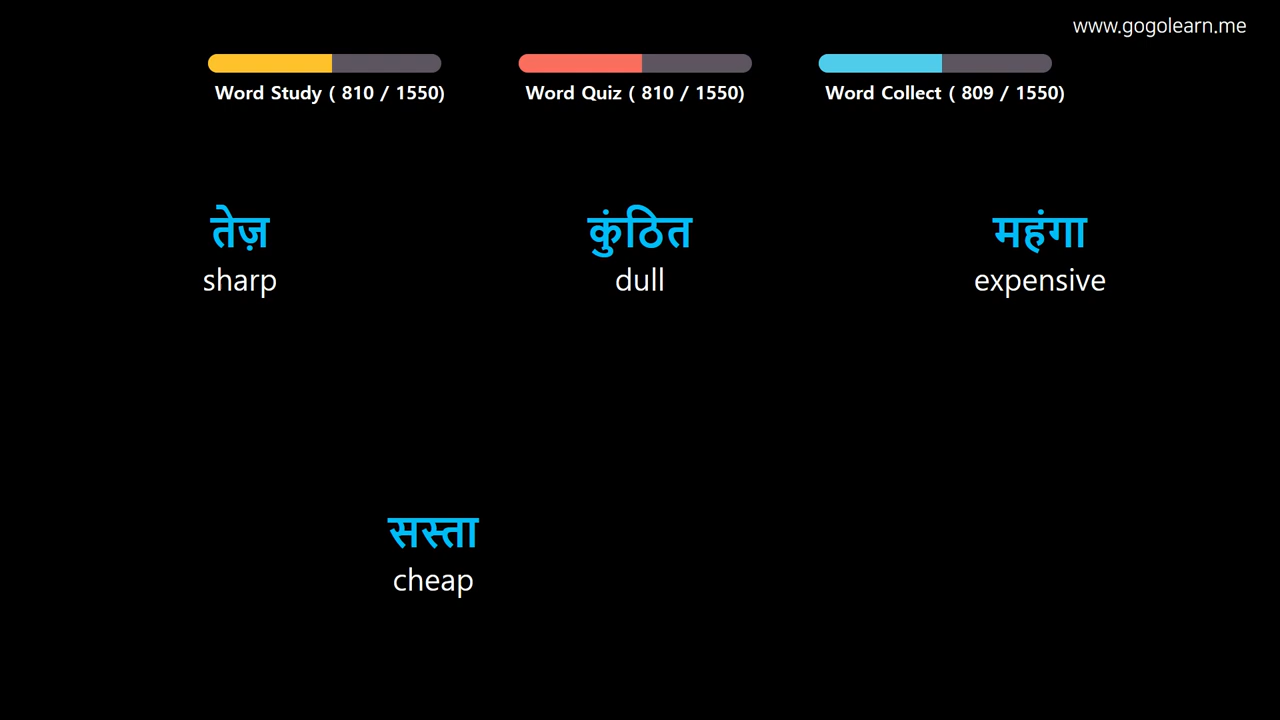 www.gogolearn.me
Word Study ( 810 / 1550)
Word Quiz ( 810 / 1550)
Word Collect ( 809 / 1550)
तेज़
sharp
कुंठित
dull
महंगा
expensive
सस्ता
cheap